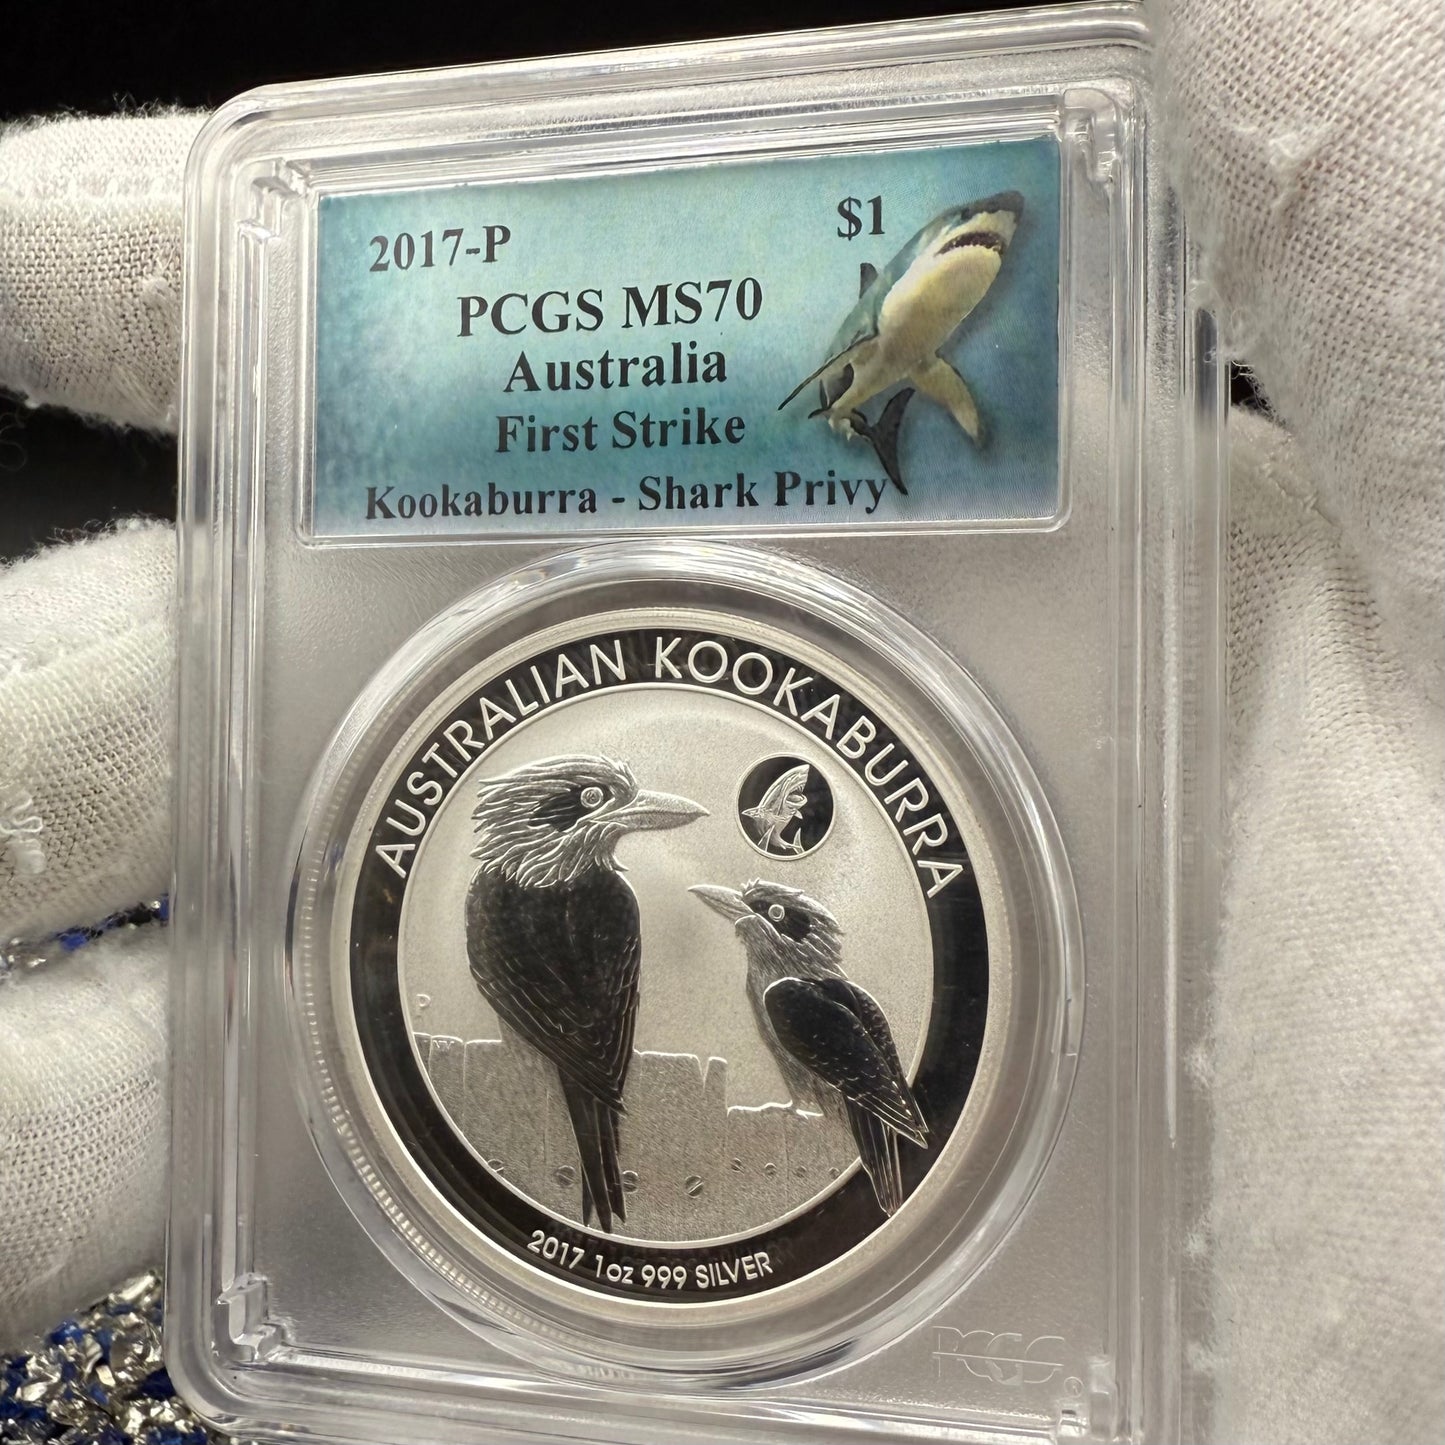 2017-P
$1
PCGS MS70
Australia
First Strike
Kookaburra - Shark Privy
AUSTRALIAN KOOKABURRA
P
2017 1oz 999 SILVER
PCGS